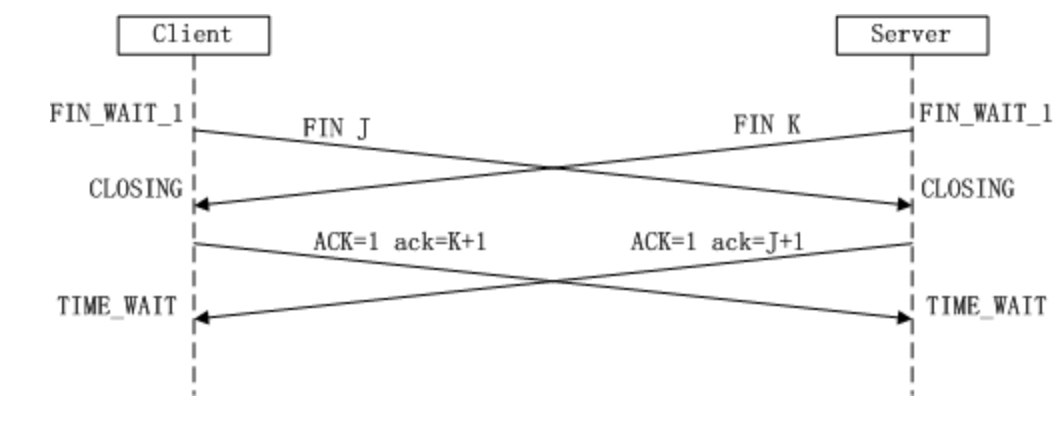 Client
Server
FIN_WAIT_1
FIN J
FIN K
FIN_WAIT_1
CLOSING
CLOSING
ACK=1 ack=K+1
ACK=1 ack=J+1
TIME_WAIT
TIME_WAIT